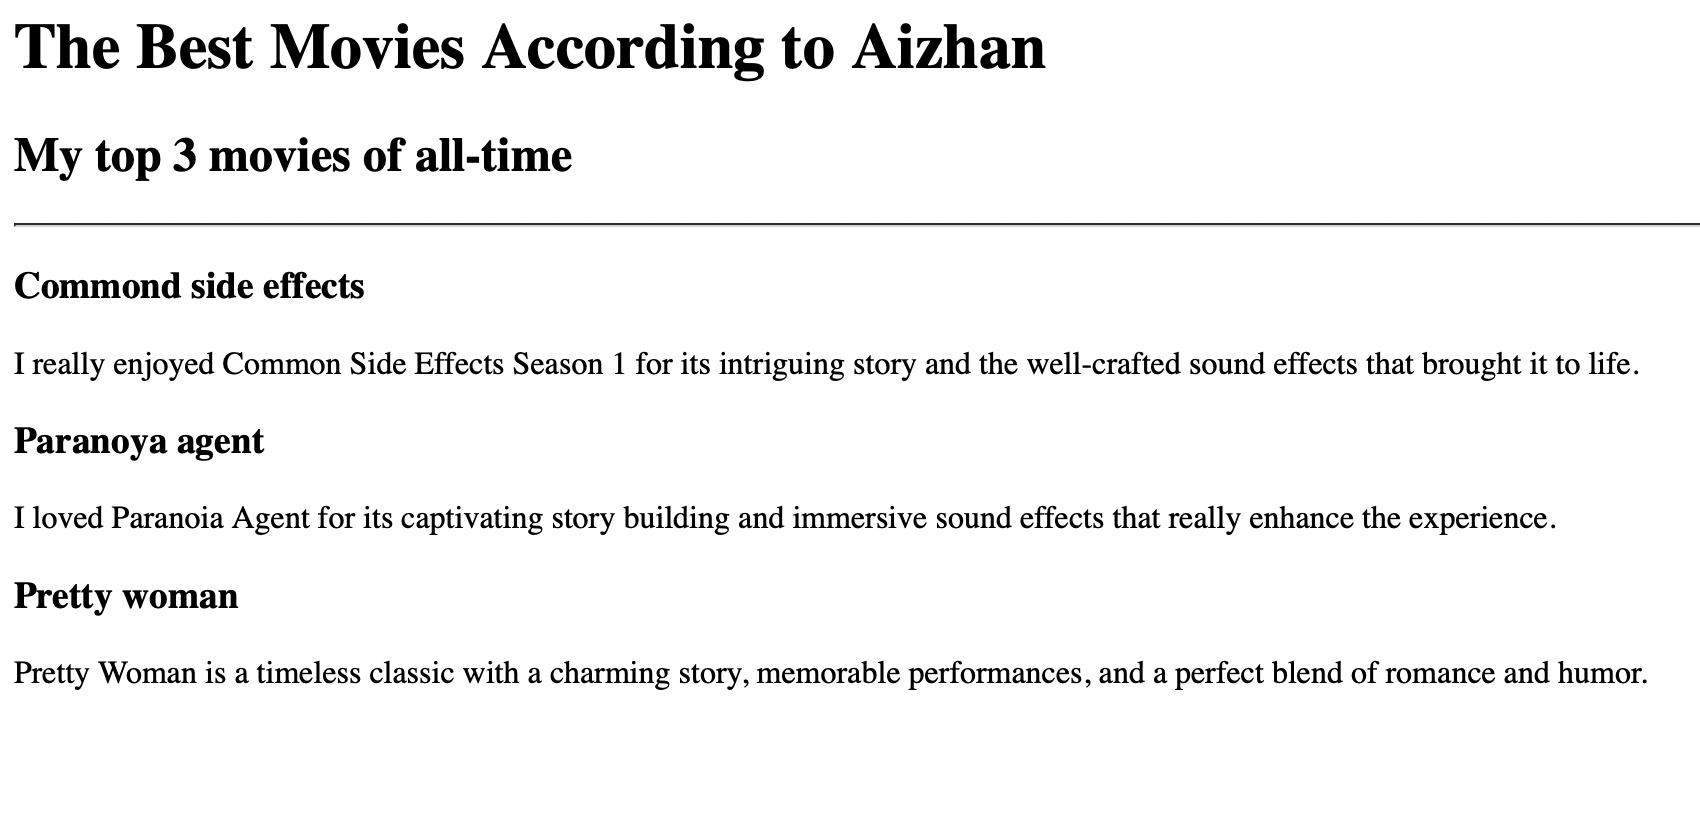 The Best Movies According to Aizhan
My top 3 movies of all-time
Commond side effects
I really enjoyed Common Side Effects Season 1 for its intriguing story and the well-crafted sound effects that brought it to life.
Paranoya agent
I loved Paranoia Agent for its captivating story building and immersive sound effects that really enhance the experience.
Pretty woman
Pretty Woman is a timeless classic with a charming story, memorable performances, and a perfect blend of romance and humor.